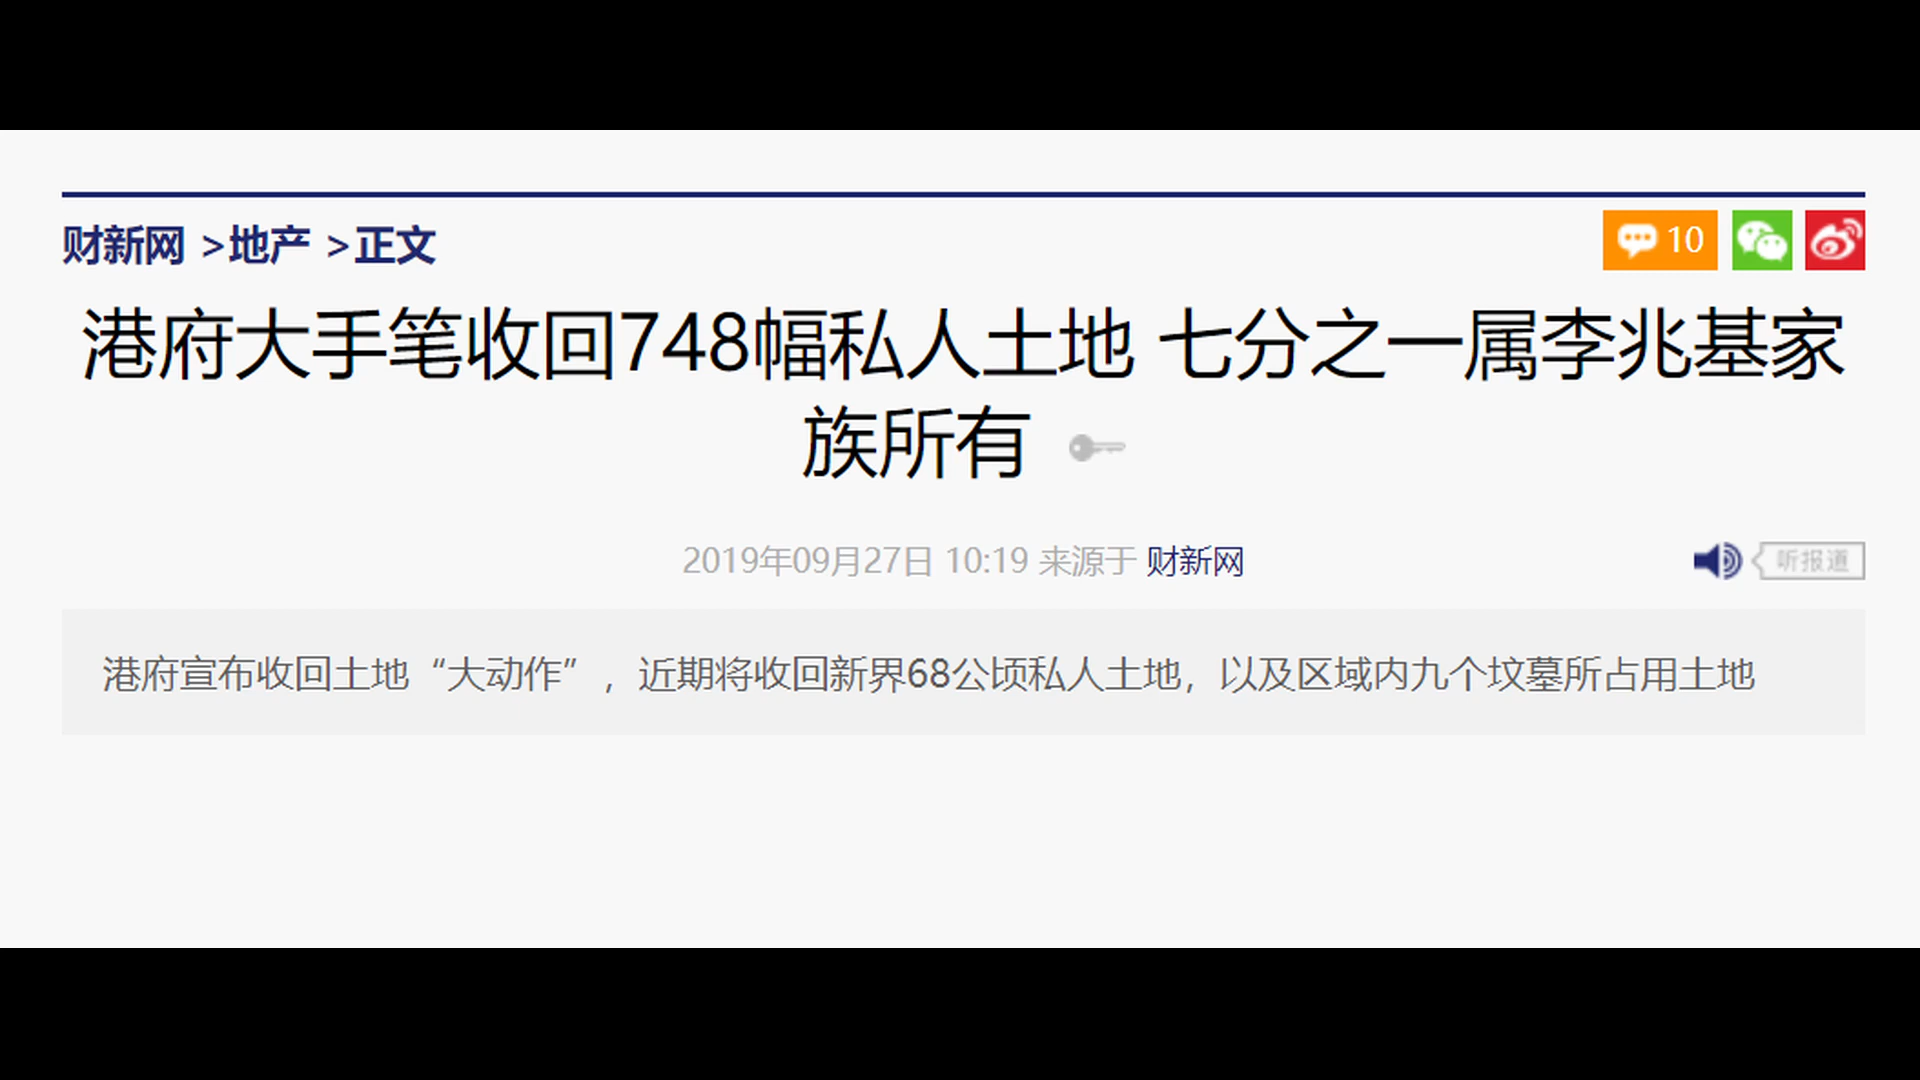 财新网 >地产 >正文
10
港府大手笔收回748幅私人土地 七分之一属李兆基家
族所有
2019年09月27日 10:19 来源于 财新网
听报道
港府宣布收回土地“大动作”，近期将收回新界68公顷私人土地，以及区域内九个坟墓所占用土地